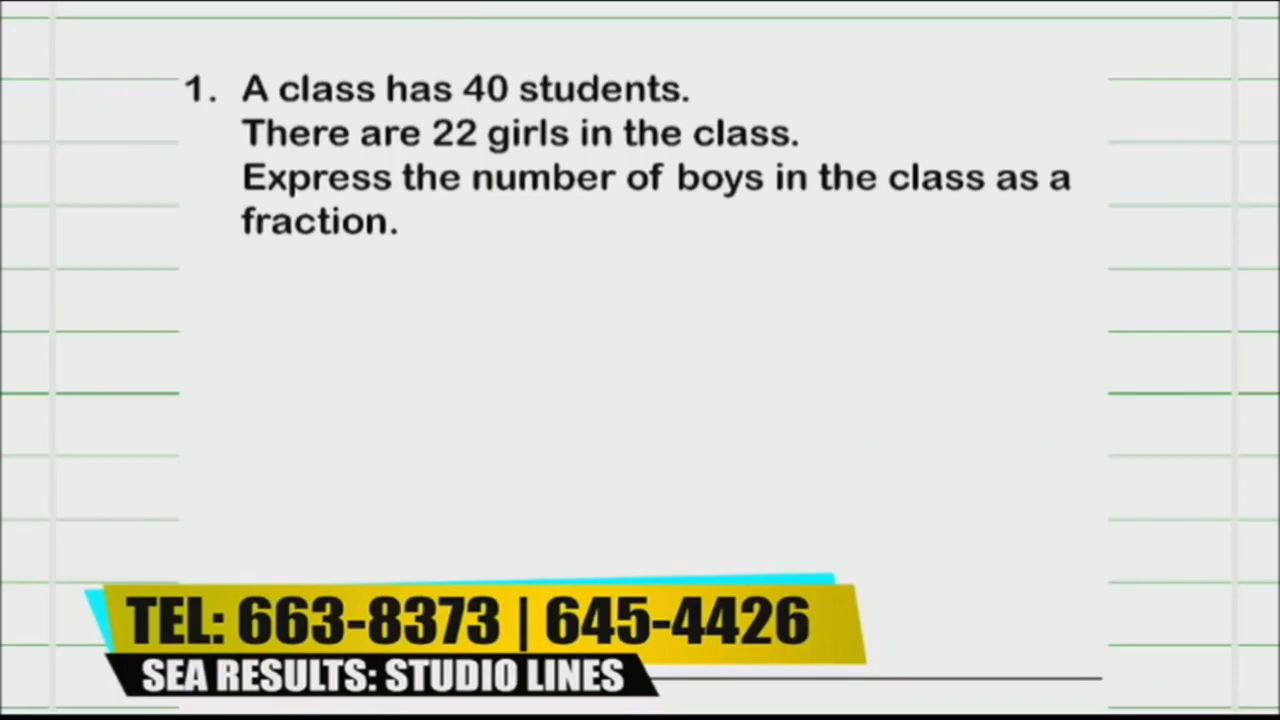 1. A class has 40 students.
There are 22 girls in the class.
Express the number of boys in the class as a
fraction.
TEL: 663-8373 | 645-4426
SEA RESULTS: STUDIO LINES